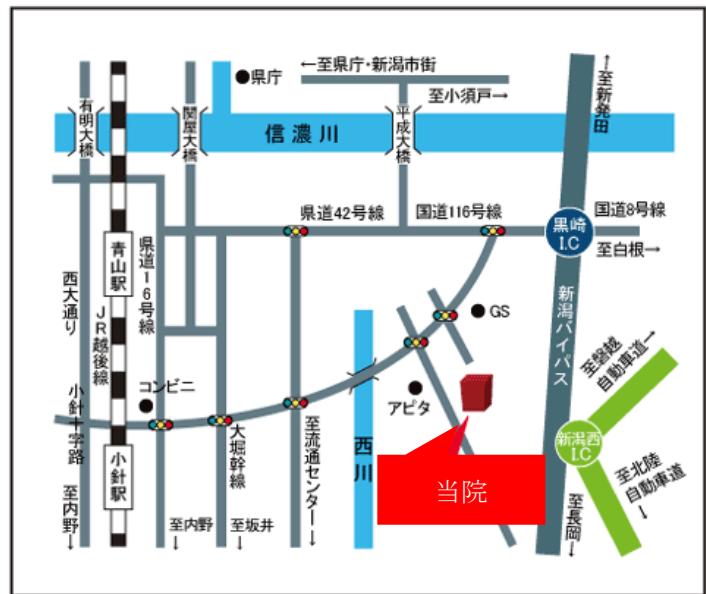 ●県庁
←至県庁・新潟市街
至小須戸→
←至新発田
有明大橋
関屋大橋
平成大橋
信濃川
県道42号線
国道116号線
国道8号線
黒崎
I.C
至白根→
青山駅
県道16号線
西大通り
JR越後線
新潟バイパス
●GS
至磐越
自動車道→
コンビニ
アピタ
小針十字路
大堀幹線
至流通センター→
西川
新潟西
I.C
小針駅
当院
至北陸
自動車道
↓
至内野→
至内野
↓
至坂井
↓
至長岡→